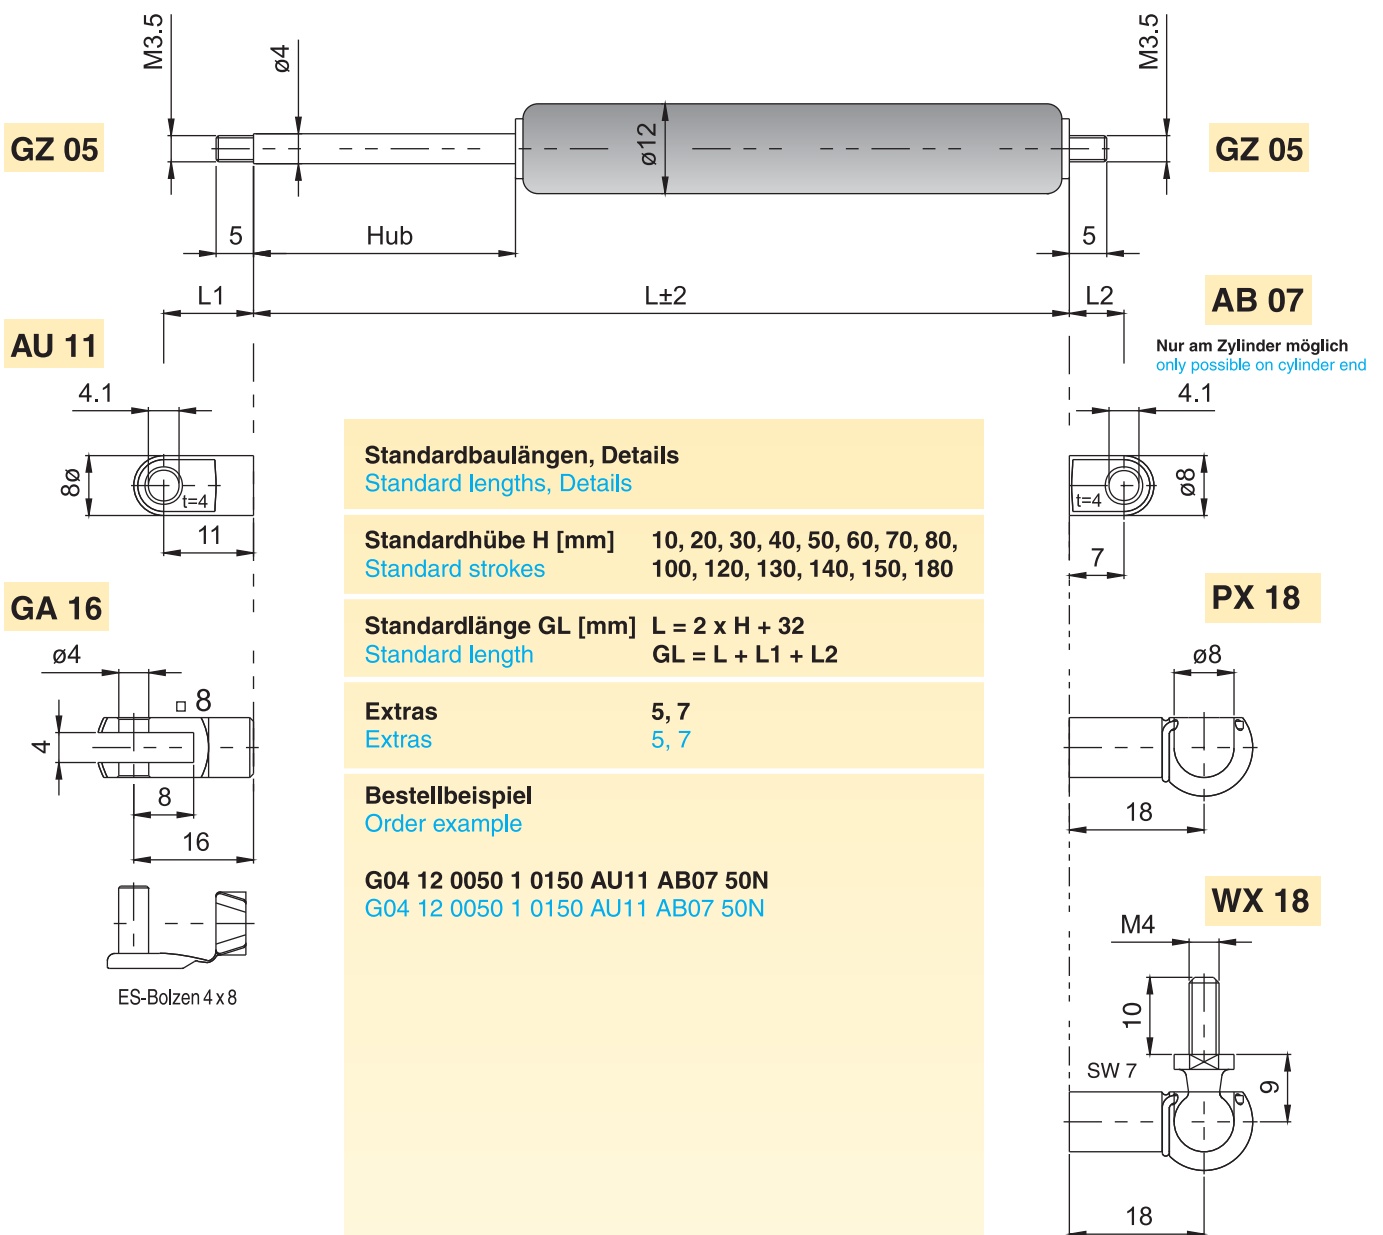 M3.5
ø4
M3.5
GZ 05
ø12
GZ 05
5
Hub
5
L1
L±2
L2
AB 07
Nur am Zylinder möglich
only possible on cylinder end
AU 11
4.1
8ø
t=4
11
4.1
ø8
t=4
7
Standardbaulängen, Details
Standard lengths, Details
Standardhübe H [mm] 10, 20, 30, 40, 50, 60, 70, 80,
Standard strokes 100, 120, 130, 140, 150, 180
Standardlänge GL [mm] L = 2 x H + 32
Standard length GL = L + L1 + L2
Extras 5, 7
Extras 5, 7
Bestellbeispiel
Order example
G04 12 0050 1 0150 AU11 AB07 50N
G04 12 0050 1 0150 AU11 AB07 50N
GA 16
ø4
□ 8
4
8
16
ES-Bolzen 4 x 8
PX 18
ø8
18
WX 18
M4
10
SW 7
9
18